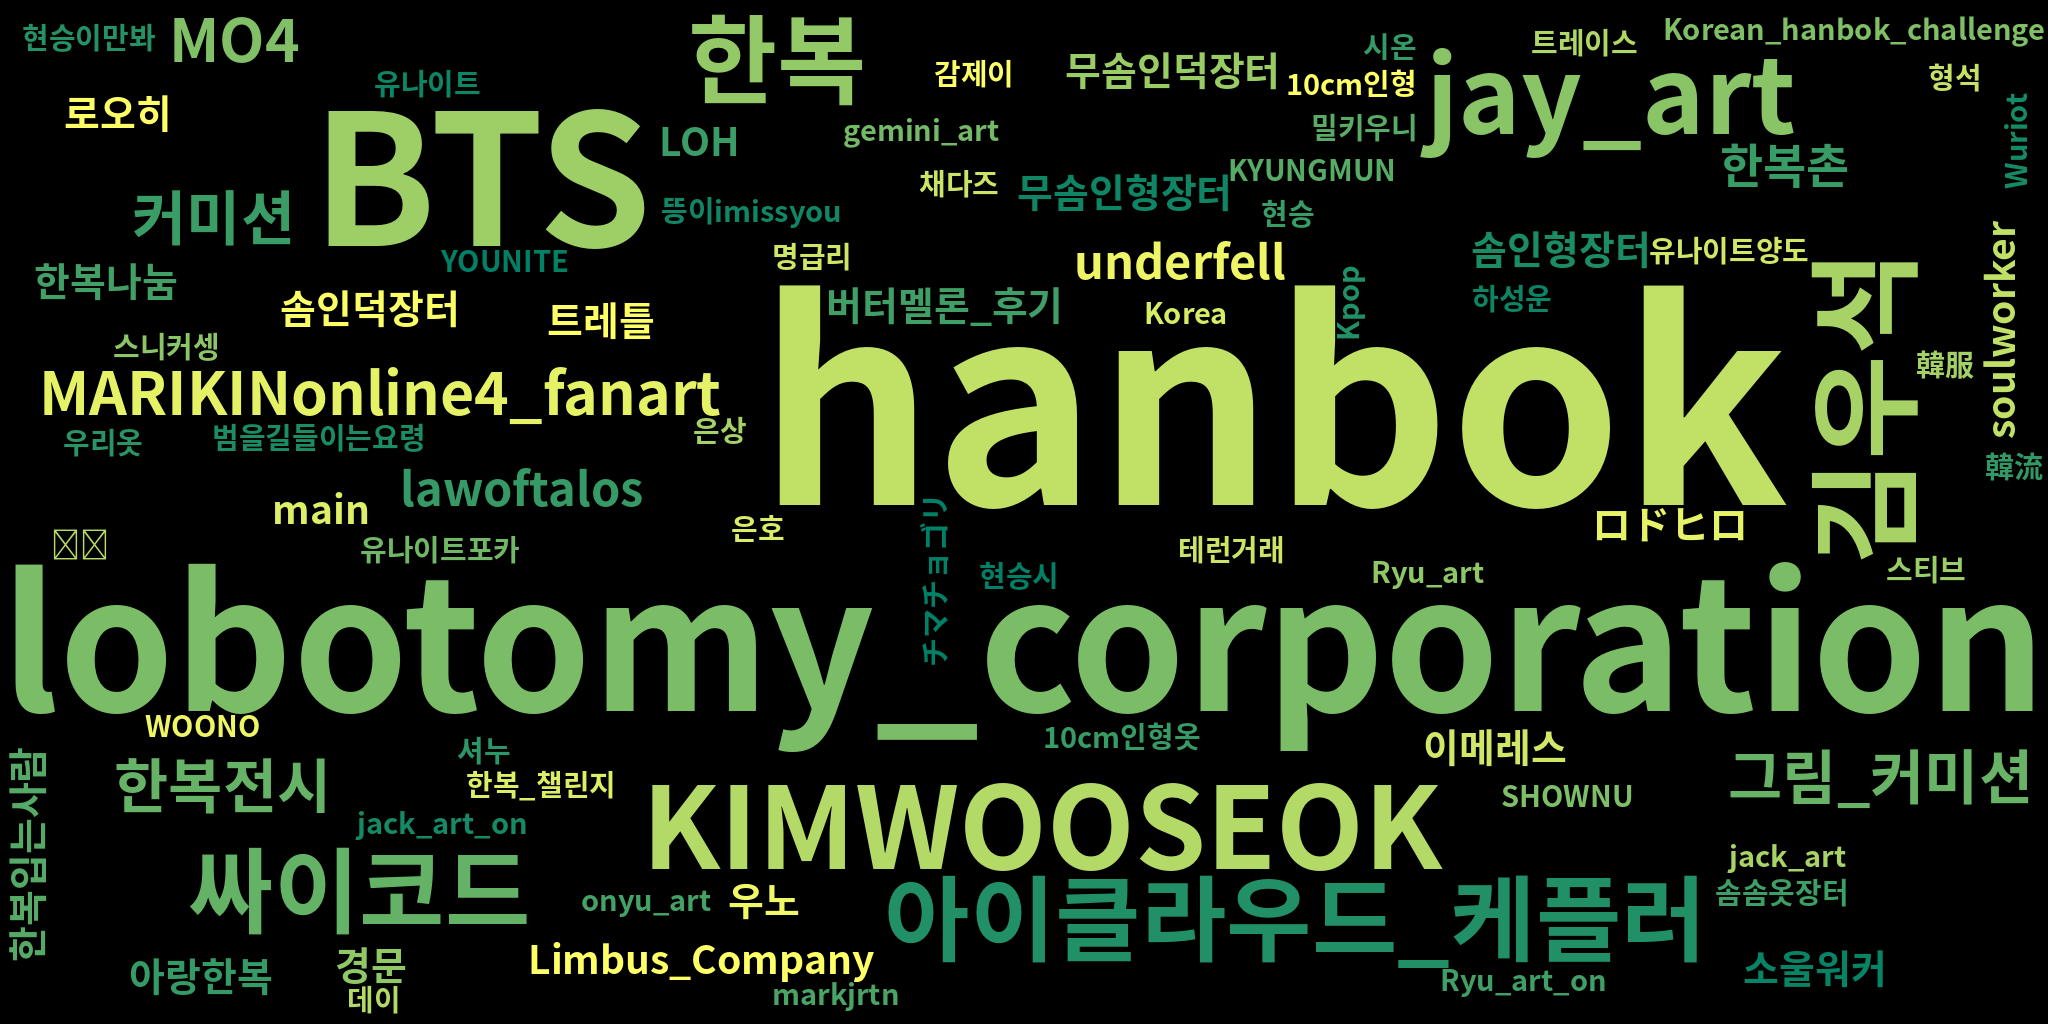 현승이만봐
MO4
한복
감제이
무솜인덕장터
시온
트레이스
Korean_hanbok_challenge
유나이트
10cm인형
jay_art
형석
로오히
BTS
LOH
gemini_art
밀키우니
Wuriot
채다즈
무솜인형장터
KYUNGMUN
한복촌
커미션
뜽이imissyou
현승
YOUNITE
명급리
underfell
솜인형장터
유나이트양도
soulworker
한복나눔
솜인덕장터
트레틀
버터멜론_후기
Korea
Kpop
하성운
스니커셍
hanbok
김우석
韓服
MARIKINonline4_fanart
은상
우리옷
범을길들이는요령
韓流
main
lawoftalos
은호
チマチョゴリ
ロドヒロ
유나이트포카
테런거래
현승시
Ryu_art
스티브
lobotomy_corporation
WOONO
셔누
10cm인형옷
이메레스
한복입는사람
한복전시
한복_챌린지
KIMWOOSEOK
SHOWNU
그림_커미션
jack_art_on
싸이코드
jack_art
onyu_art
우노
아이클라우드_케플러
솜솜옷장터
아랑한복
경문
Limbus_Company
Ryu_art_on
소울워커
데이
markjrtn